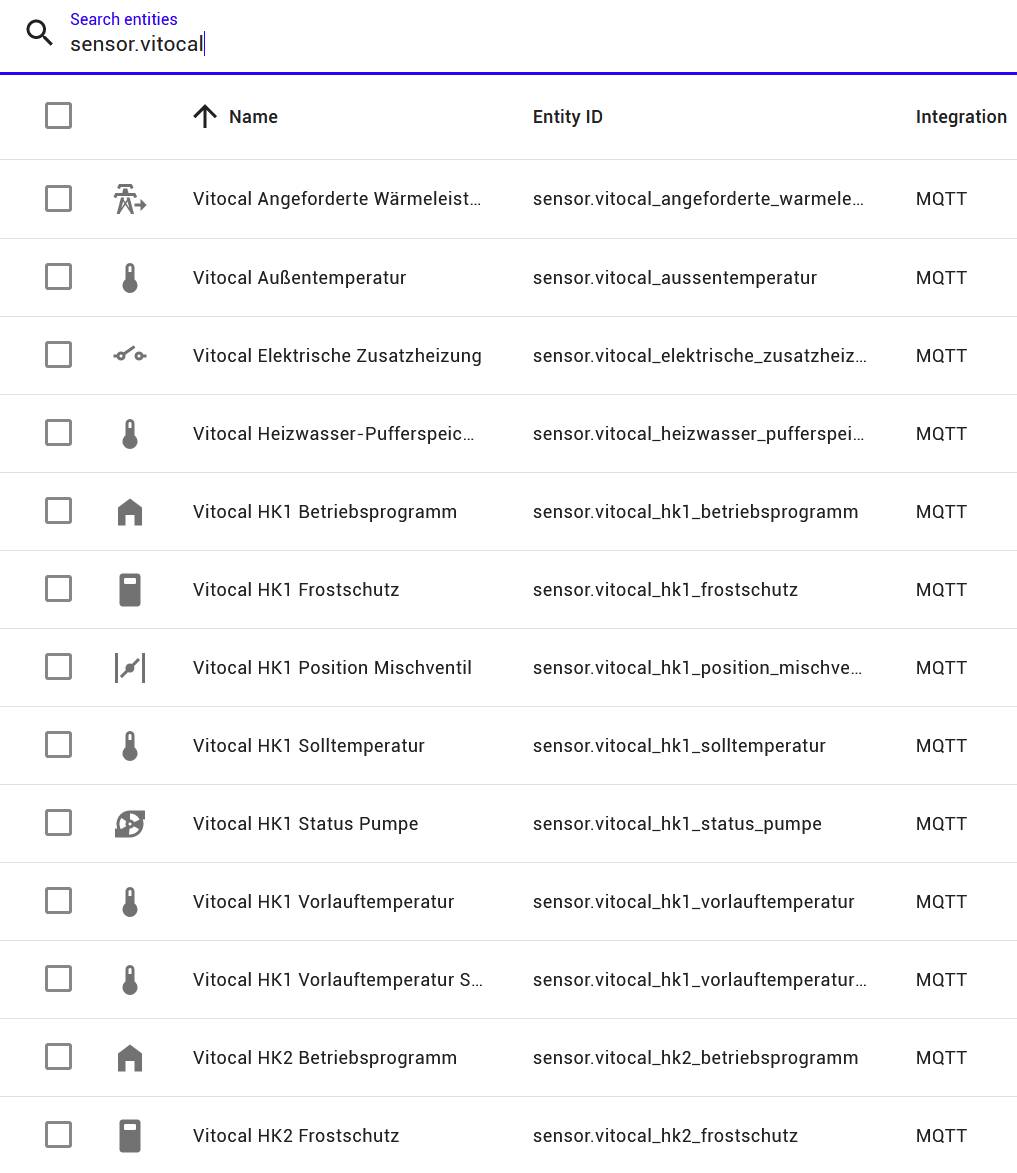 Search entities
sensor.vitocal
Name Entity ID Integration
Vitocal Angeforderte Wärmeleist... sensor.vitocal_angeforderte_warmele... MQTT
Vitocal Außentemperatur sensor.vitocal_aussentemperatur MQTT
Vitocal Elektrische Zusatzheizung sensor.vitocal_elektrische_zusatzheiz... MQTT
Vitocal Heizwasser-Pufferspeic... sensor.vitocal_heizwasser_pufferspei... MQTT
Vitocal HK1 Betriebsprogramm sensor.vitocal_hk1_betriebsprogramm MQTT
Vitocal HK1 Frostschutz sensor.vitocal_hk1_frostschutz MQTT
Vitocal HK1 Position Mischventil sensor.vitocal_hk1_position_mischve... MQTT
Vitocal HK1 Solltemperatur sensor.vitocal_hk1_solltemperatur MQTT
Vitocal HK1 Status Pumpe sensor.vitocal_hk1_status_pumpe MQTT
Vitocal HK1 Vorlauftemperatur sensor.vitocal_hk1_vorlauftemperatur MQTT
Vitocal HK1 Vorlauftemperatur S... sensor.vitocal_hk1_vorlauftemperatur... MQTT
Vitocal HK2 Betriebsprogramm sensor.vitocal_hk2_betriebsprogramm MQTT
Vitocal HK2 Frostschutz sensor.vitocal_hk2_frostschutz MQTT